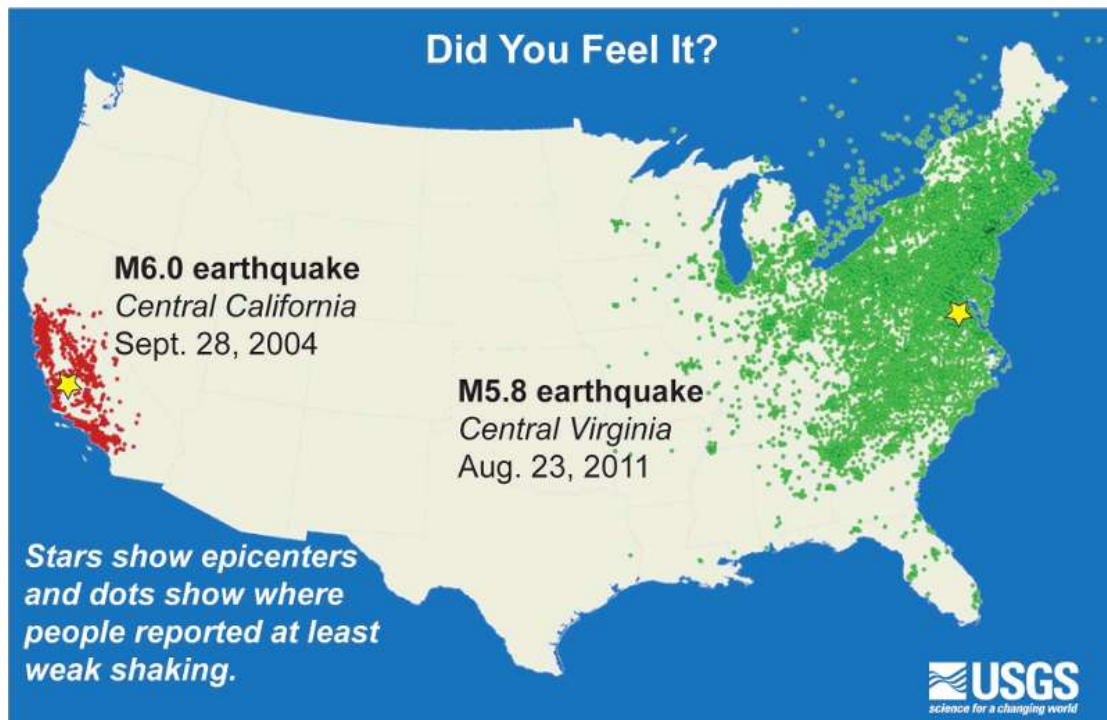 Did You Feel It?
M6.0 earthquake
Central California
Sept. 28, 2004
M5.8 earthquake
Central Virginia
Aug. 23, 2011
Stars show epicenters
and dots show where
people reported at least
weak shaking.
USGS
science for a changing world